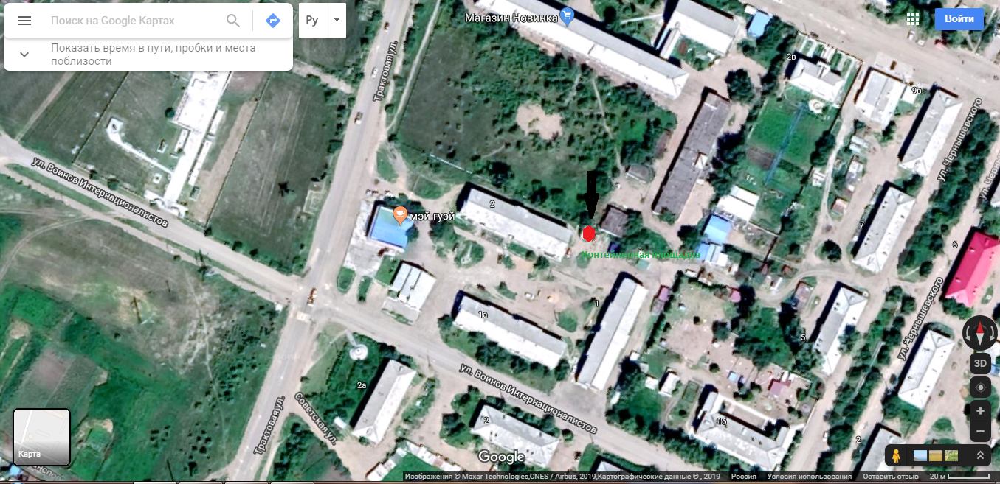 Поиск на Google Картах
Ру
Войти
Показать время в пути, пробки и места
поблизости
Магазин Новинка
2в
9в
Трактовая ул.
ул. Чернышевского
ул. Воинов Интернационалистов
мэй гуэй
2
1г
7
6
Контейнерная площадка
1
1а
5
4
ул. Чернышевского
3D
2а
ул. Воинов Интернационалистов
Советская ул.
Трактовая ул.
2
1б
2
Карта
Google
Изображения © Maxar Technologies,CNES / Airbus, 2019,Картографические данные © , 2019
Россия
Условия использования
Оставить отзыв
20 м